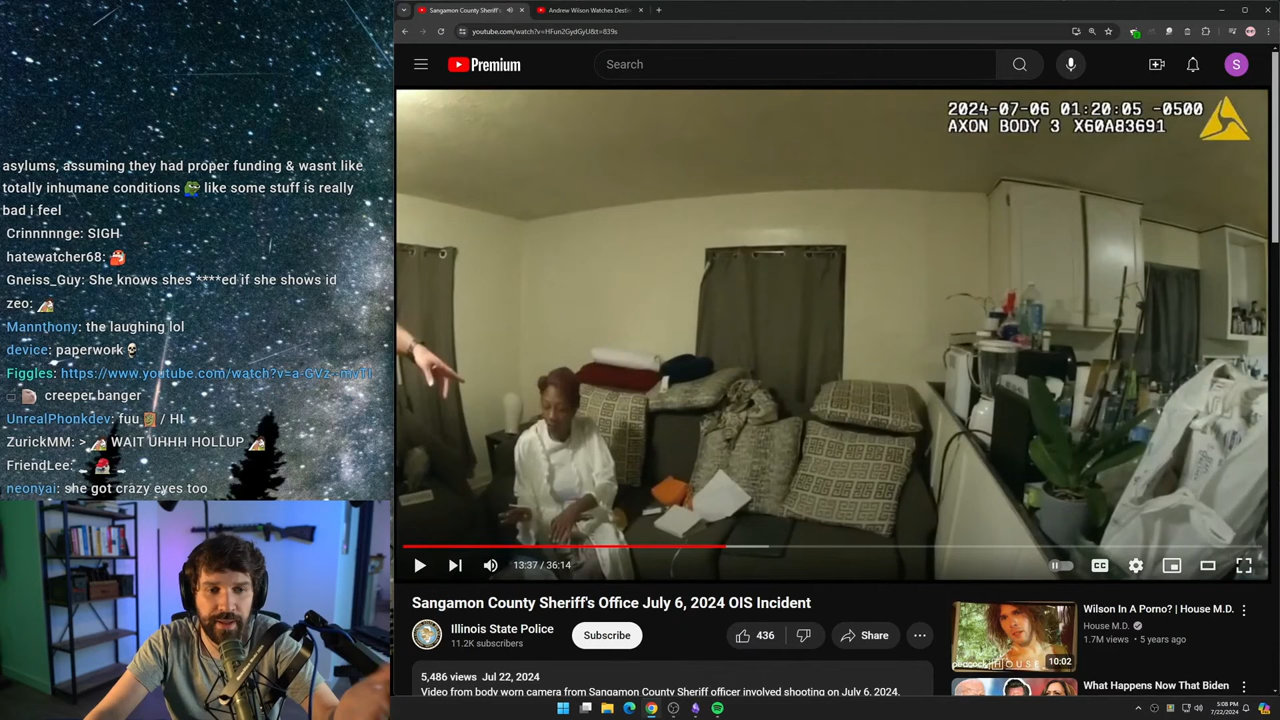 Sangamon County Sheriff's
Andrew Wilson Watches Desti
youtube.com/watch?v=HFun2GydGyU&t=839s
Premium
Search
S
2024-07-06 01:20:05 -0500
AXON BODY 3 X60A83691
asylums, assuming they had proper funding & wasnt like
totally inhumane conditions like some stuff is really
bad i feel
Crinnnnnge: SIGH
hatewatcher68:
Gneiss_Guy: She knows shes ****ed if she shows id
zeo:
Mannthony: the laughing lol
device: paperwork
Figgles:
creeper banger
UnrealPhonkdev: fuu / HI
ZurickMM: > WAIT UHHH HOLLUP
FriendLee:
neonyai: she got crazy eyes too
13:37 / 36:14
CC
Sangamon County Sheriff's Office July 6, 2024 OIS Incident
Illinois State Police
11.2K subscribers
Subscribe
436
Share
5,486 views Jul 22, 2024
Video from body worn camera from Sangamon County Sheriff officer involved shooting on July 6, 2024.
Wilson In A Porno? | House M.D.
House M.D.
1.7M views • 5 years ago
peacock HOUSE
10:02
What Happens Now That Biden
5:08 PM
7/22/2024